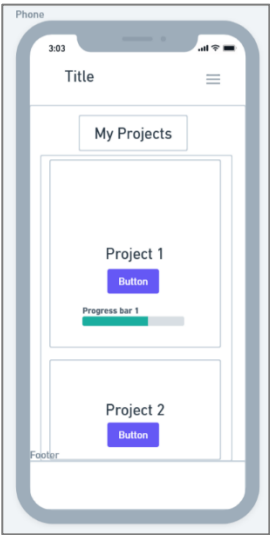 Phone
3:03
Title
My Projects
Project 1
Button
Progress bar 1
Project 2
Button
Footer